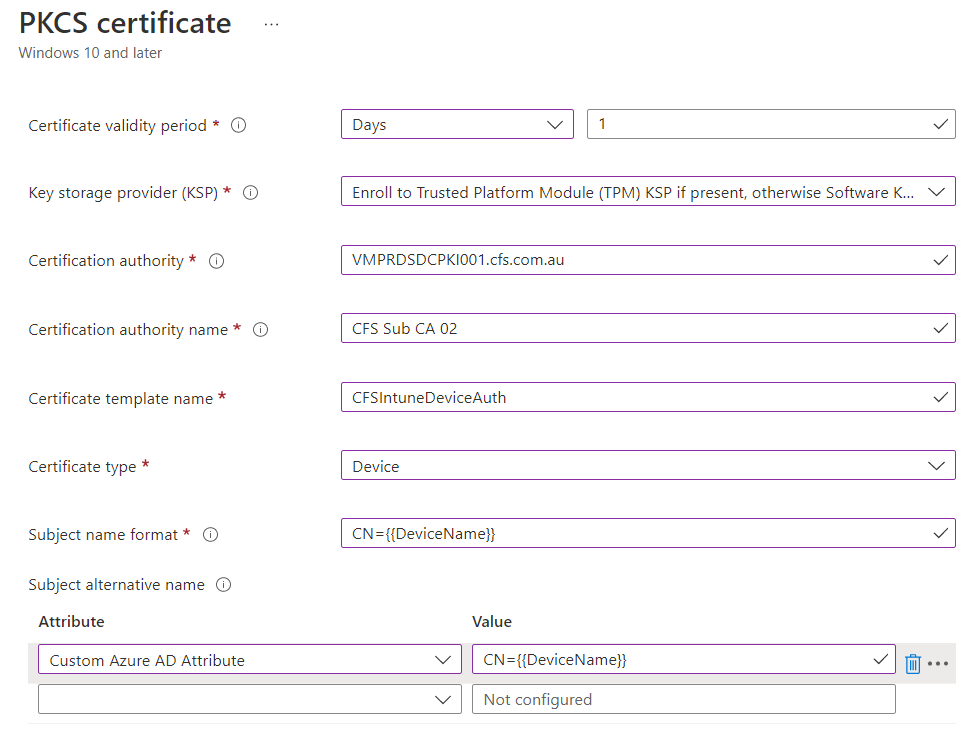 PKCS certificate ...
Windows 10 and later
Certificate validity period * Days 1
Key storage provider (KSP) * Enroll to Trusted Platform Module (TPM) KSP if present, otherwise Software K...
Certification authority * VMPRDSDCPKI001.cfs.com.au
Certification authority name * CFS Sub CA 02
Certificate template name * CFSIntuneDeviceAuth
Certificate type * Device
Subject name format * CN={{DeviceName}}
Subject alternative name
Attribute Value
Custom Azure AD Attribute CN={{DeviceName}}
Not configured